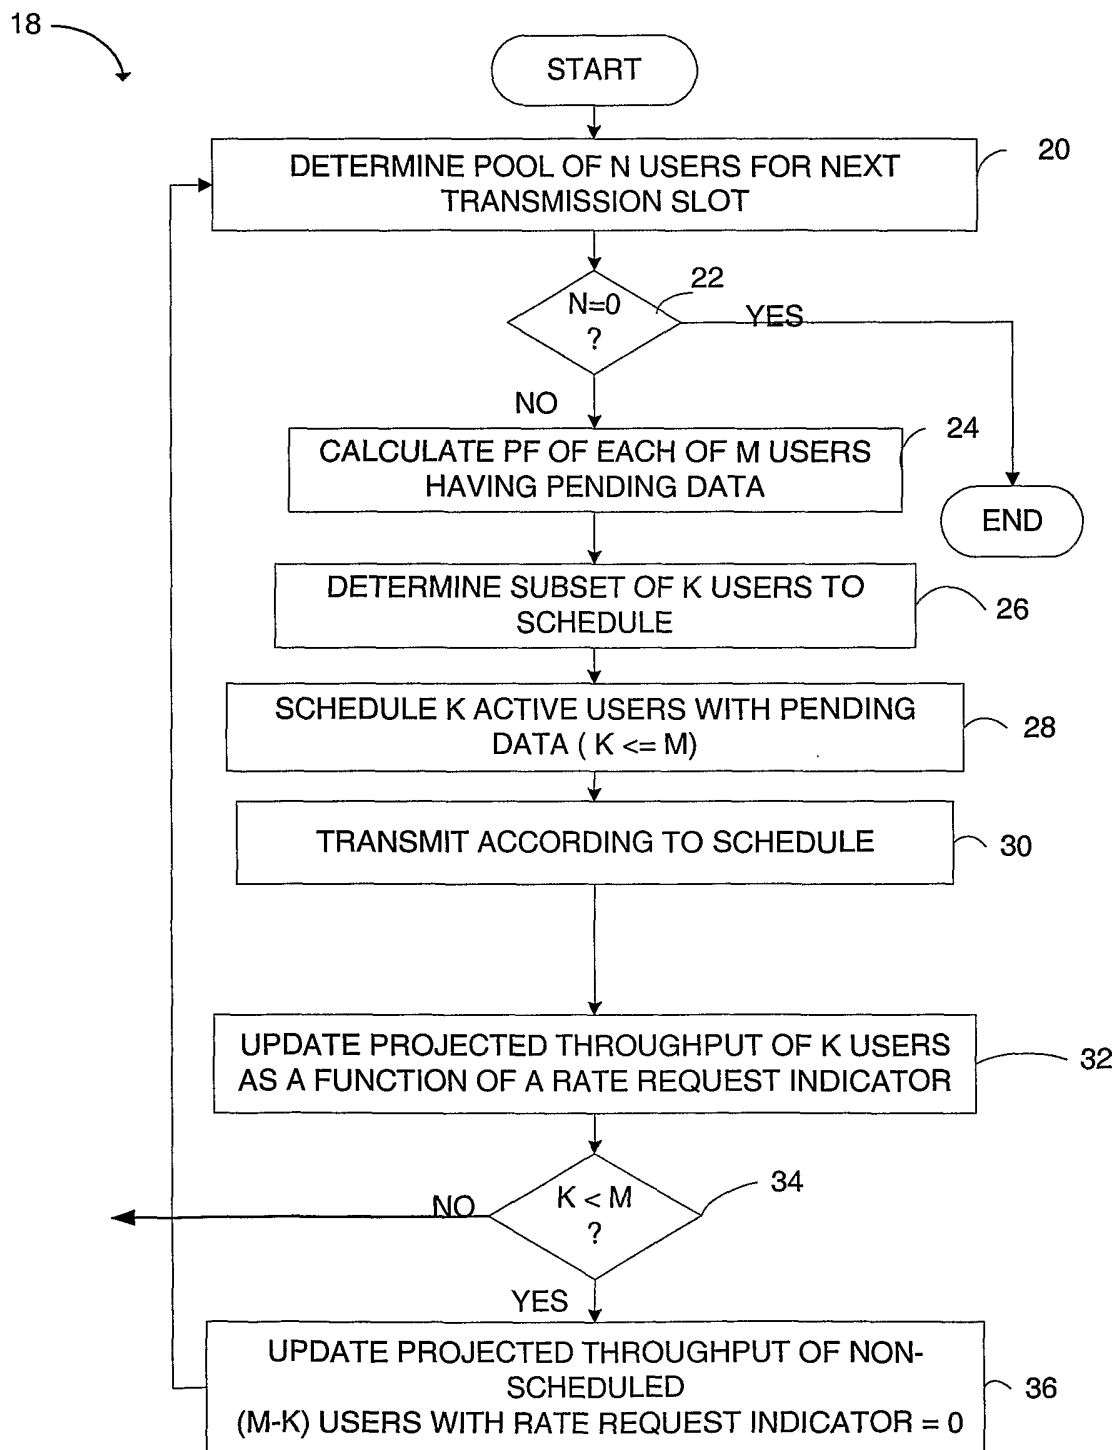 18
START
DETERMINE POOL OF N USERS FOR NEXT
TRANSMISSION SLOT
20
N=0
?
22
YES
NO
CALCULATE PF OF EACH OF M USERS
HAVING PENDING DATA
24
END
DETERMINE SUBSET OF K USERS TO
SCHEDULE
26
SCHEDULE K ACTIVE USERS WITH PENDING
DATA ( K <= M)
28
TRANSMIT ACCORDING TO SCHEDULE
30
UPDATE PROJECTED THROUGHPUT OF K USERS
AS A FUNCTION OF A RATE REQUEST INDICATOR
32
K < M
?
34
NO
YES
UPDATE PROJECTED THROUGHPUT OF NON-
SCHEDULED
(M-K) USERS WITH RATE REQUEST INDICATOR = 0
36